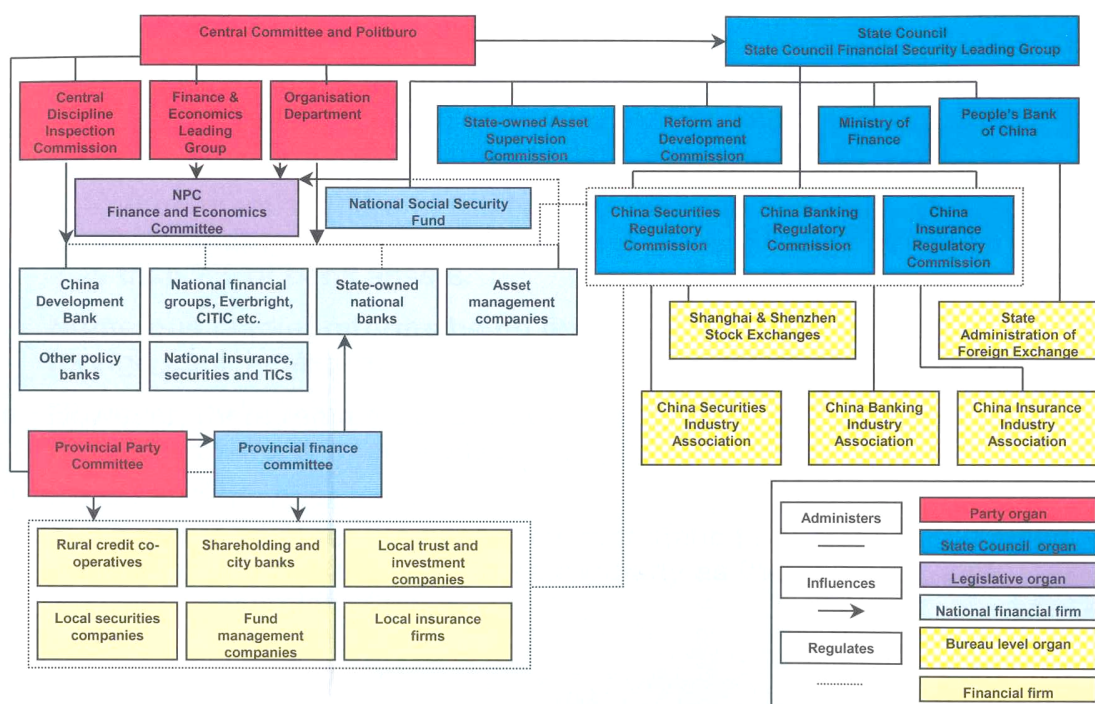 Central Committee and Politburo
State Council
State Council Financial Security Leading Group
Central
Discipline
Inspection
Commission
Finance &
Economics
Leading
Group
Organisation
Department
State-owned Asset
Supervision
Commission
Reform and
Development
Commission
Ministry of
Finance
People's Bank
of China
NPC
Finance and Economics
Committee
National Social Security
Fund
China Securities
Regulatory
Commission
China Banking
Regulatory
Commission
China
Insurance
Regulatory
Commission
China
Development
Bank
National financial
groups, Everbright,
CITIC etc.
State-owned
national
banks
Asset
management
companies
Shanghai & Shenzhen
Stock Exchanges
State
Administration of
Foreign Exchange
Other policy
banks
National insurance,
securities and TICs
China Securities
Industry
Association
China Banking
Industry
Association
China Insurance
Industry
Association
Provincial Party
Committee
Provincial finance
committee
Rural credit co-
operatives
Shareholding and
city banks
Local trust and
investment
companies
Local securities
companies
Fund
management
companies
Local insurance
firms
Administers
Influences
Regulates
Party organ
State Council organ
Legislative organ
National financial firm
Bureau level organ
Financial firm